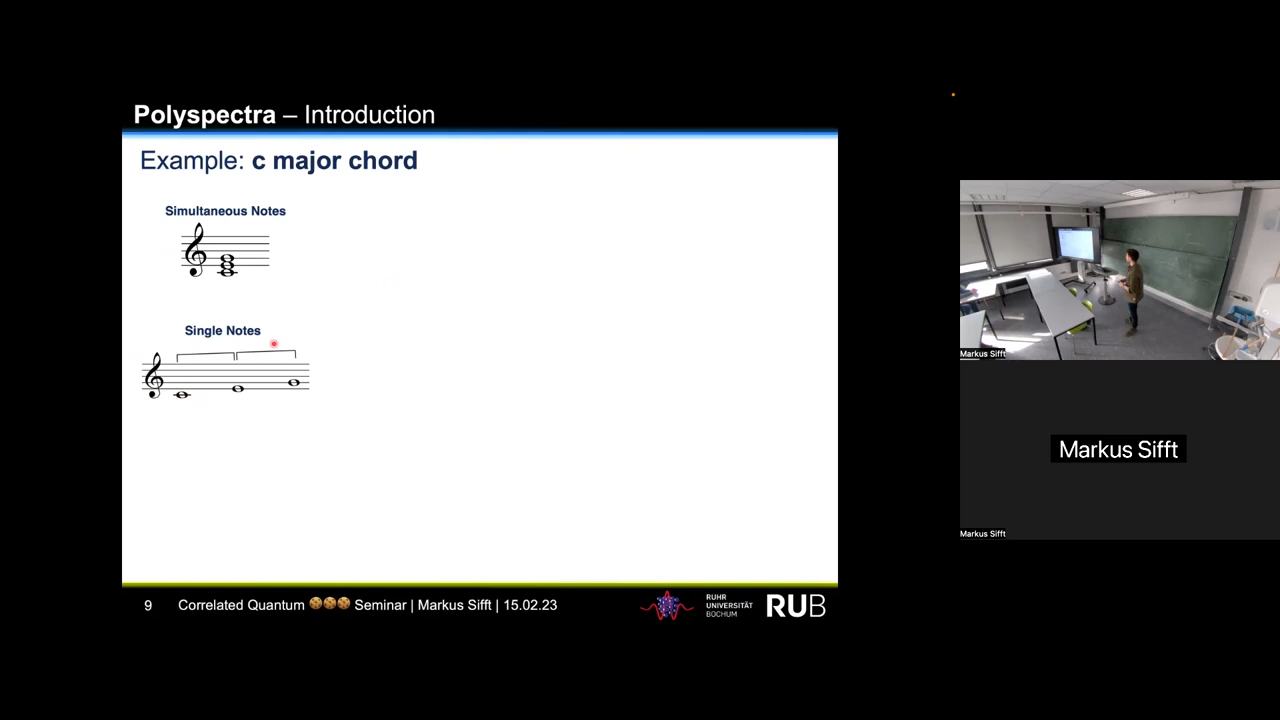 Polyspectra – Introduction
Example: c major chord
Simultaneous Notes
Single Notes
9 Correlated Quantum 🍪🍪🍪 Seminar | Markus Sifft | 15.02.23
RUHR
UNIVERSITÄT
BOCHUM
RUB
Markus Sifft
Markus Sifft
Markus Sifft